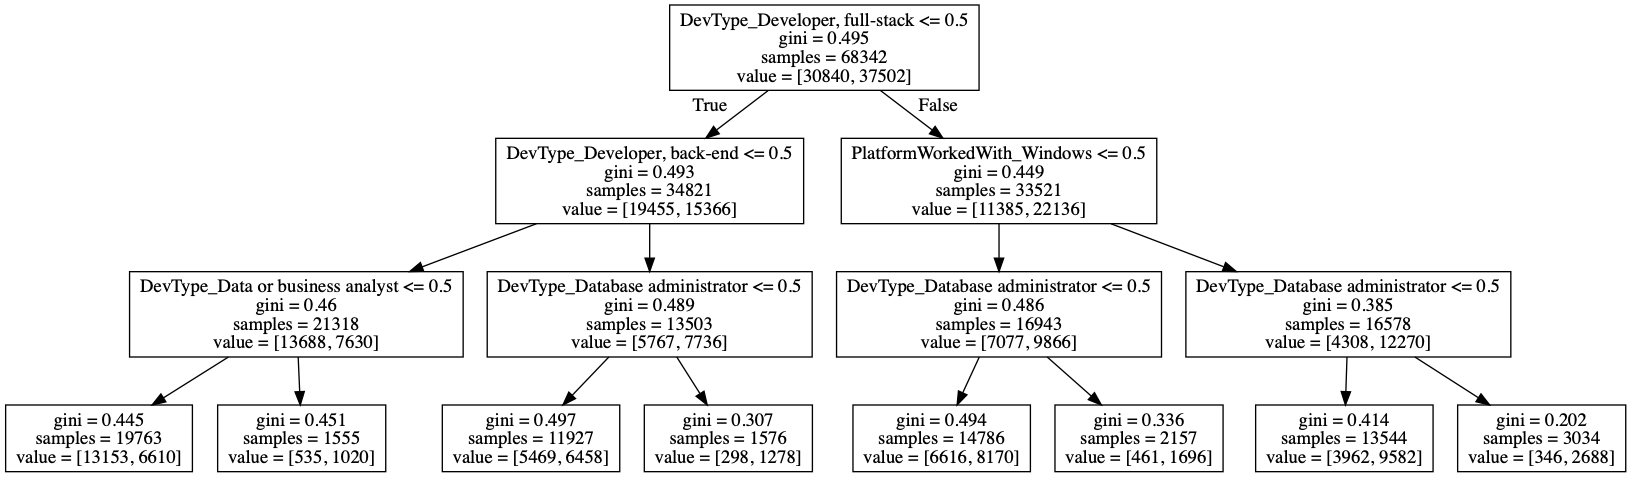 DevType_Developer, full-stack <= 0.5
gini = 0.495
samples = 68342
value = [30840, 37502]
True
False
DevType_Developer, back-end <= 0.5
gini = 0.493
samples = 34821
value = [19455, 15366]
PlatformWorkedWith_Windows <= 0.5
gini = 0.449
samples = 33521
value = [11385, 22136]
DevType_Data or business analyst <= 0.5
gini = 0.46
samples = 21318
value = [13688, 7630]
DevType_Database administrator <= 0.5
gini = 0.489
samples = 13503
value = [5767, 7736]
DevType_Database administrator <= 0.5
gini = 0.486
samples = 16943
value = [7077, 9866]
DevType_Database administrator <= 0.5
gini = 0.385
samples = 16578
value = [4308, 12270]
gini = 0.445
samples = 19763
value = [13153, 6610]
gini = 0.451
samples = 1555
value = [535, 1020]
gini = 0.497
samples = 11927
value = [5469, 6458]
gini = 0.307
samples = 1576
value = [298, 1278]
gini = 0.494
samples = 14786
value = [6616, 8170]
gini = 0.336
samples = 2157
value = [461, 1696]
gini = 0.414
samples = 13544
value = [3962, 9582]
gini = 0.202
samples = 3034
value = [346, 2688]